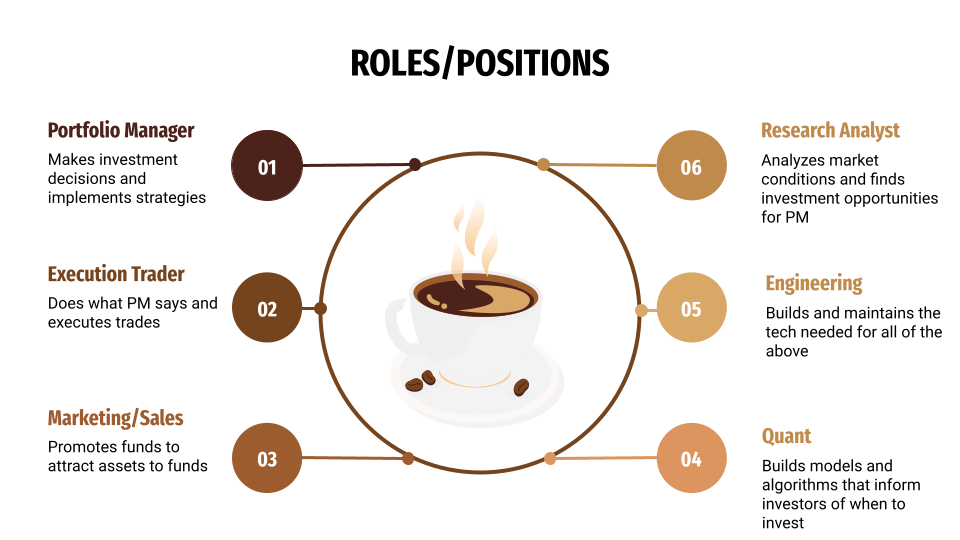 ROLES/POSITIONS
Portfolio Manager
Makes investment
decisions and
implements strategies
01
Execution Trader
Does what PM says and
executes trades
02
Marketing/Sales
Promotes funds to
attract assets to funds
03
06
Research Analyst
Analyzes market
conditions and finds
investment opportunities
for PM
05
Engineering
Builds and maintains the
tech needed for all of the
above
04
Quant
Builds models and
algorithms that inform
investors of when to
invest